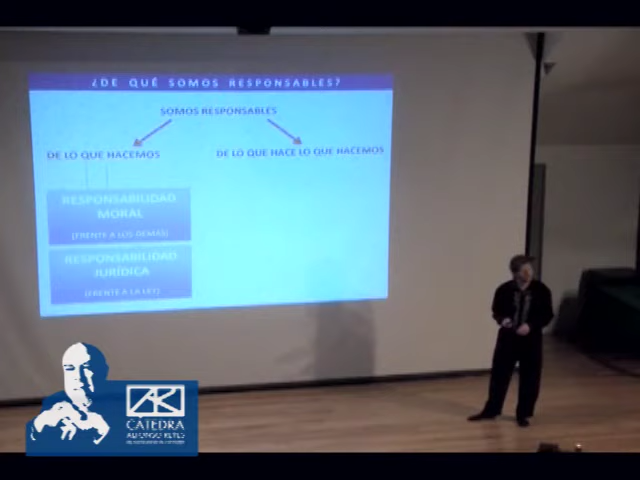 ¿DE QUÉ SOMOS RESPONSABLES?
SOMOS RESPONSABLES
DE LO QUE HACEMOS
DE LO QUE HACE LO QUE HACEMOS
RESPONSABILIDAD
MORAL
(FRENTE A LOS DEMÁS)
RESPONSABILIDAD
JURÍDICA
(FRENTE A LA LEY)
CÁTEDRA
ALFONSO REYES